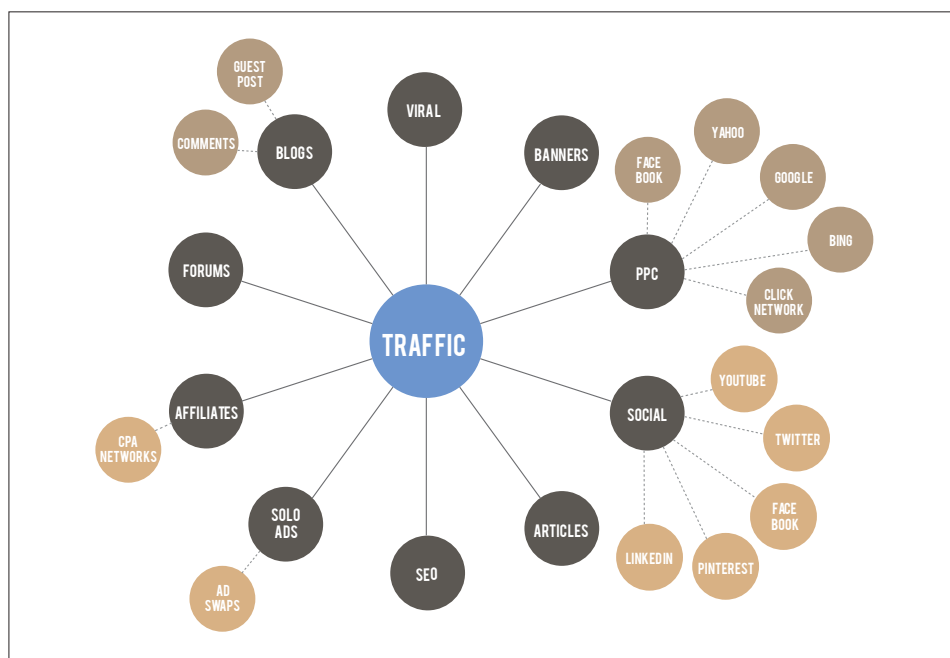 GUEST
POST
VIRAL
YAHOO
COMMENTS
BLOGS
BANNERS
FACE
BOOK
GOOGLE
BING
FORUMS
PPC
CLICK
NETWORK
TRAFFIC
YOUTUBE
AFFILIATES
SOCIAL
TWITTER
CPA
NETWORKS
FACE
BOOK
SOLO
ADS
ARTICLES
LINKEDIN
PINTEREST
SEO
AD
SWAPS